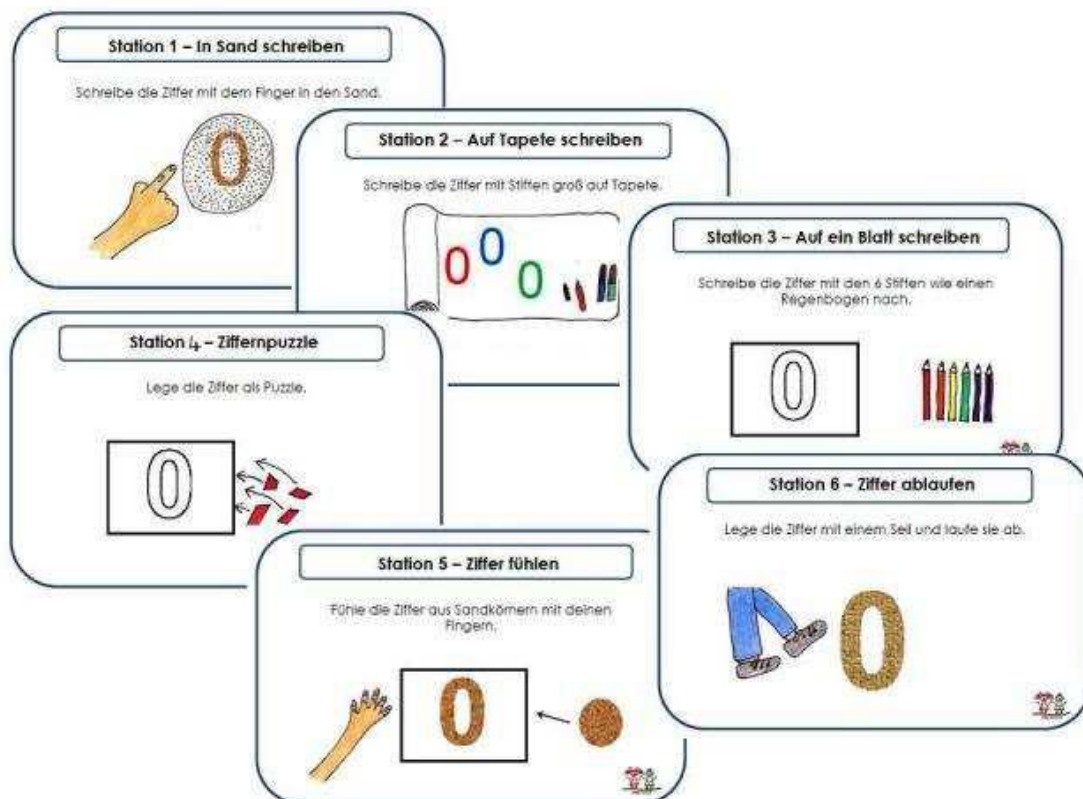 Station 1 – In Sand schreiben
Schreibe die Ziffer mit dem Finger in den Sand.
0
Station 2 – Auf Tapete schreiben
Schreibe die Ziffer mit Stiften groß auf Tapete.
0 0 0
Station 3 – Auf ein Blatt schreiben
Schreibe die Ziffer mit den 6 Stiften wie einen
Regenbogen nach.
0
Station 4 – Ziffernpuzzle
Lege die Ziffer als Puzzle.
0
Station 5 – Ziffer fühlen
Fühle die Ziffer aus Sandkörnern mit deinen
Fingern.
0
Station 6 – Ziffer ablaufen
Lege die Ziffer mit einem Seil und laufe sie ab.
0